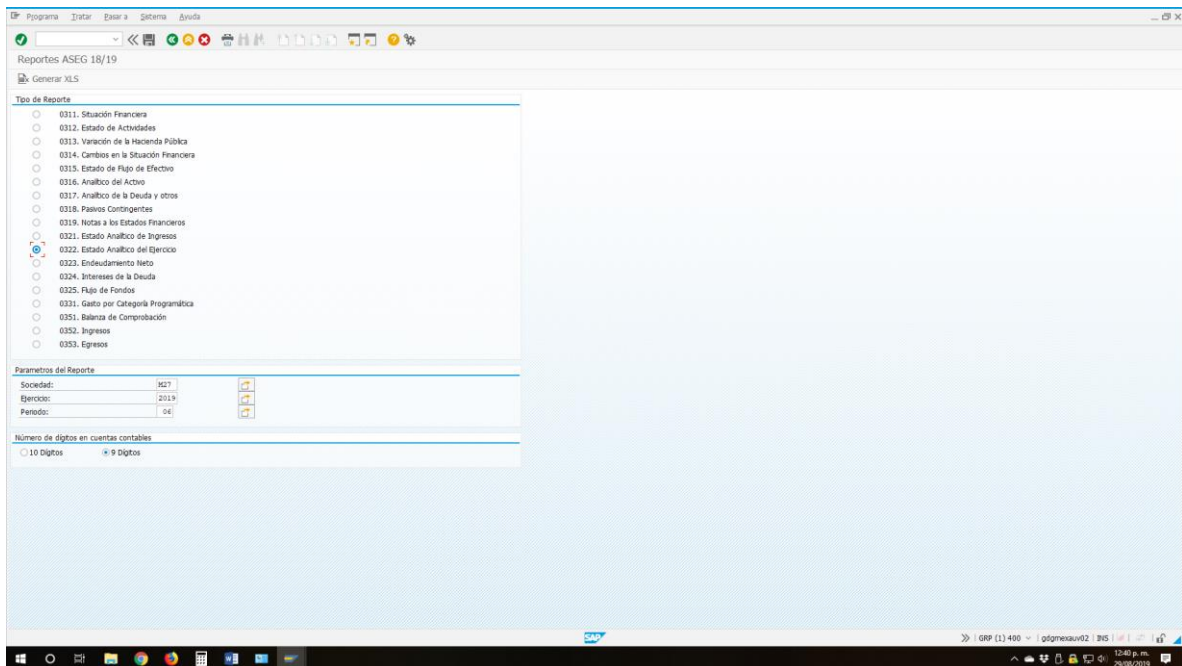 Programa Tratar Pasar a Sistema Ayuda
Reportes ASEG 18/19
Generar XLS
Tipo de Reporte
0311. Situación Financiera
0312. Estado de Actividades
0313. Variación de la Hacienda Pública
0314. Cambios en la Situación Financiera
0315. Estado de Flujo de Efectivo
0316. Analítico del Activo
0317. Analítico de la Deuda y otros
0318. Pasivos Contingentes
0319. Notas a los Estados Financieros
0321. Estado Analítico de Ingresos
0322. Estado Analítico del Ejercicio
0323. Endeudamiento Neto
0324. Intereses de la Deuda
0325. Flujo de Fondos
0331. Gasto por Categoría Programática
0351. Balanza de Comprobación
0352. Ingresos
0353. Egresos
Parametros del Reporte
Sociedad: M27
Ejercicio: 2019
Periodo: 06
Número de dígitos en cuentas contables
10 Dígitos 9 Dígitos
SAP GRP (1) 400 gdgmexauv02 INS
12:40 p. m.
29/08/2019